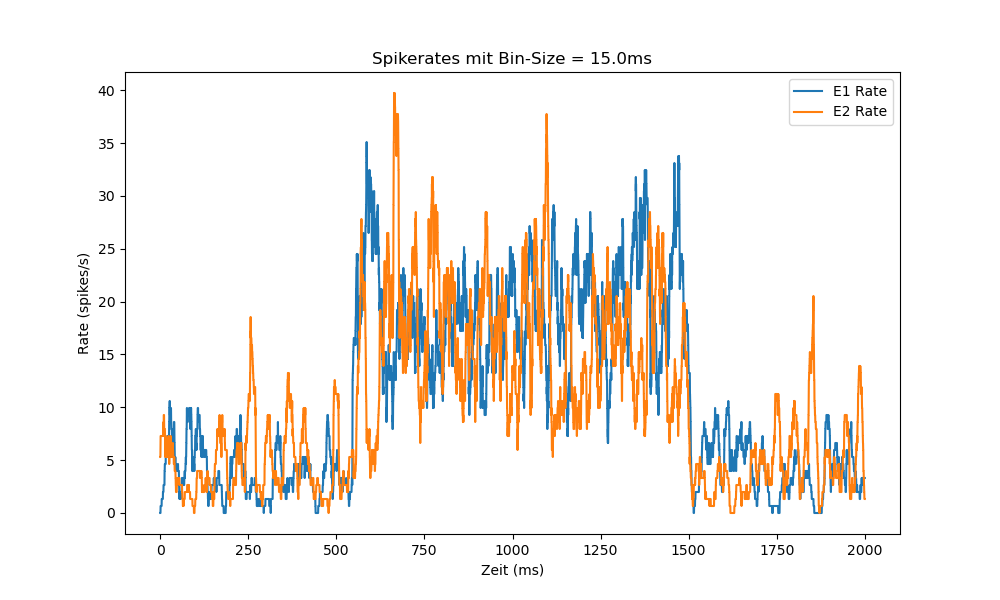 Spikerates mit Bin-Size = 15.0ms
E1 Rate
E2 Rate
40
35
30
25
20
15
10
5
0
Rate (spikes/s)
0 250 500 750 1000 1250 1500 1750 2000
Zeit (ms)